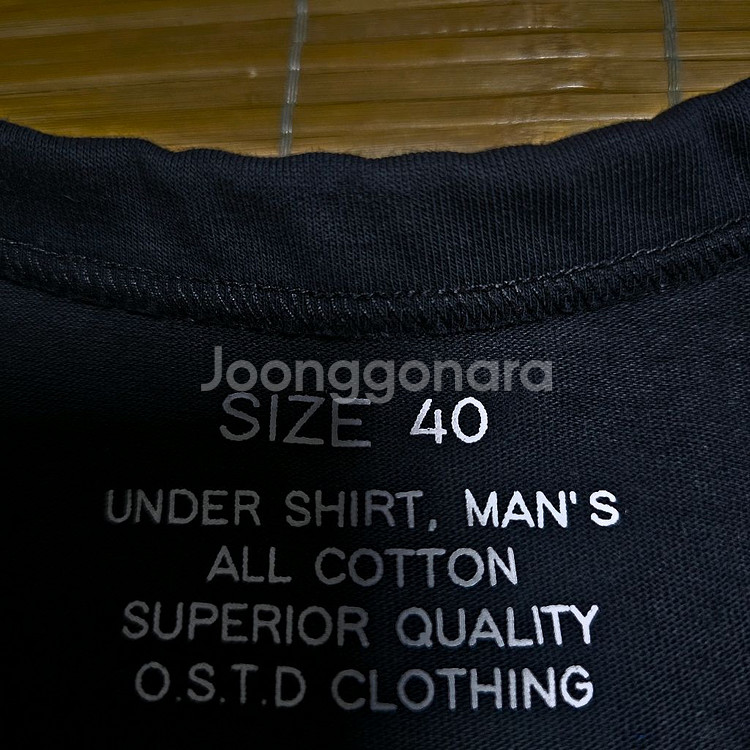 Joonggonara
SIZE 40
UNDER SHIRT, MAN'S
ALL COTTON
SUPERIOR QUALITY
O.S.T.D CLOTHING